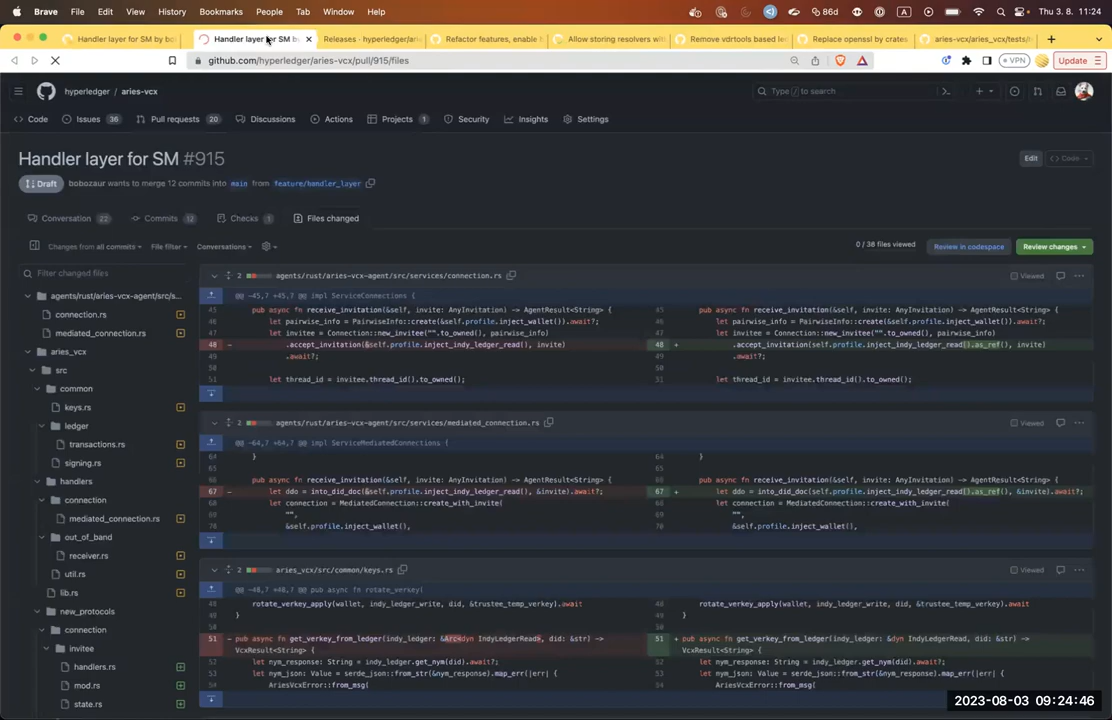 Brave File Edit View History Bookmarks People Tab Window Help 86d A Thu 3. 8. 11:24
Handler layer for SM by bo Handler layer for SM b Releases · hyperledger/arie Refactor features, enable Allow storing resolvers wit Remove vdrtools based led Replace openssl by crates aries-vcx/aries_vcx/tests/
github.com/hyperledger/aries-vcx/pull/915/files VPN Update
hyperledger / aries-vcx Type / to search
Code Issues 36 Pull requests 20 Discussions Actions Projects 1 Security Insights Settings
Handler layer for SM #915 Edit Code
Draft bobozaur wants to merge 12 commits into main from feature/handler_layer
Conversation 22 Commits 12 Checks 1 Files changed
Changes from all commits File filter Conversations 0 / 38 files viewed Review in codespace Review changes
Filter changed files
agents/rust/aries-vcx-agent/src/s...
connection.rs
mediated_connection.rs
aries_vcx
src
common
keys.rs
ledger
transactions.rs
signing.rs
handlers
connection
mediated_connection.rs
out_of_band
receiver.rs
util.rs
lib.rs
new_protocols
connection
invitee
handlers.rs
mod.rs
state.rs
2 agents/rust/aries-vcx-agent/src/services/connection.rs Viewed
@@ -45,7 +45,7 @@ impl ServiceConnections {
45 pub async fn receive_invitation(&self, invite: AnyInvitation) -> AgentResult<String> { 45 pub async fn receive_invitation(&self, invite: AnyInvitation) -> AgentResult<String> {
46 let pairwise_info = PairwiseInfo::create(&self.profile.inject_wallet()).await?; 46 let pairwise_info = PairwiseInfo::create(&self.profile.inject_wallet()).await?;
47 let invitee = Connection::new_invitee("".to_owned(), pairwise_info) 47 let invitee = Connection::new_invitee("".to_owned(), pairwise_info)
48 - .accept_invitation(&self.profile.inject_indy_ledger_read(), invite) 48 + .accept_invitation(self.profile.inject_indy_ledger_read().as_ref(), invite)
49 .await?; 49 .await?;
50 50
51 let thread_id = invitee.thread_id().to_owned(); 51 let thread_id = invitee.thread_id().to_owned();
2 agents/rust/aries-vcx-agent/src/services/mediated_connection.rs Viewed
@@ -64,7 +64,7 @@ impl ServiceMediatedConnections {
64 } 64 }
65 65
66 pub async fn receive_invitation(&self, invite: AnyInvitation) -> AgentResult<String> { 66 pub async fn receive_invitation(&self, invite: AnyInvitation) -> AgentResult<String> {
67 - let ddo = into_did_doc(&self.profile.inject_indy_ledger_read(), &invite).await?; 67 + let ddo = into_did_doc(self.profile.inject_indy_ledger_read().as_ref(), &invite).await?;
68 let connection = MediatedConnection::create_with_invite( 68 let connection = MediatedConnection::create_with_invite(
69 "", 69 "",
70 &self.profile.inject_wallet(), 70 &self.profile.inject_wallet(),
2 aries_vcx/src/common/keys.rs Viewed
@@ -48,7 +48,7 @@ pub async fn rotate_verkey(
48 rotate_verkey_apply(wallet, indy_ledger_write, did, &trustee_temp_verkey).await 48 rotate_verkey_apply(wallet, indy_ledger_write, did, &trustee_temp_verkey).await
49 } 49 }
50 50
51 - pub async fn get_verkey_from_ledger(indy_ledger: &Arc<dyn IndyLedgerRead>, did: &str) -> 51 + pub async fn get_verkey_from_ledger(indy_ledger: &dyn IndyLedgerRead, did: &str) ->
VcxResult<String> { VcxResult<String> {
52 let nym_response: String = indy_ledger.get_nym(did).await?; 52 let nym_response: String = indy_ledger.get_nym(did).await?;
53 let nym_json: Value = serde_json::from_str(&nym_response).map_err(|err| { 53 let nym_json: Value = serde_json::from_str(&nym_response).map_err(|err| {
54 AriesVcxError::from_msg( 54 AriesVcxError::from_msg(
2023-08-03 09:24:46